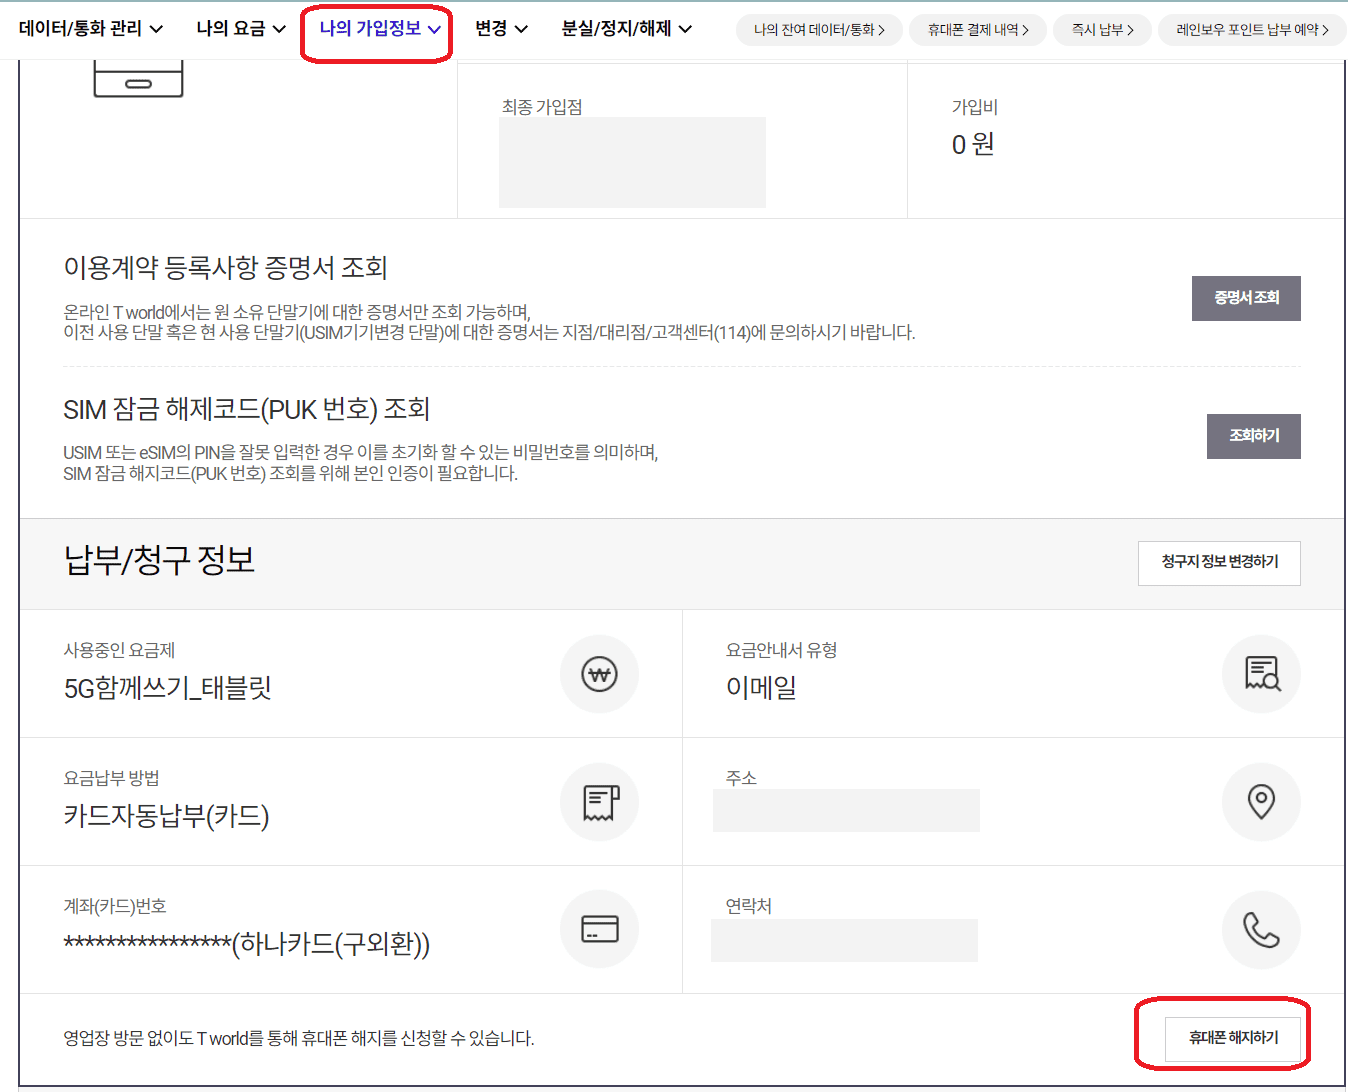 데이터/통화 관리
나의 요금
나의 가입정보
변경
분실/정지/해제
나의 잔여 데이터/통화
휴대폰 결제 내역
즉시 납부
레인보우 포인트 납부 예약
최종 가입점
가입비
0 원
이용계약 등록사항 증명서 조회
온라인 T world에서는 원 소유 단말기에 대한 증명서만 조회 가능하며,
이전 사용 단말 혹은 현 사용 단말기(USIM기기변경 단말)에 대한 증명서는 지점/대리점/고객센터(114)에 문의하시기 바랍니다.
증명서 조회
SIM 잠금 해제코드(PUK 번호) 조회
USIM 또는 eSIM의 PIN을 잘못 입력한 경우 이를 초기화 할 수 있는 비밀번호를 의미하며,
SIM 잠금 해지코드(PUK 번호) 조회를 위해 본인 인증이 필요합니다.
조회하기
납부/청구 정보
청구지 정보 변경하기
사용중인 요금제
5G함께쓰기_태블릿
요금안내서 유형
이메일
요금납부 방법
카드자동납부(카드)
주소
계좌(카드)번호
****************(하나카드(구외환))
연락처
영업장 방문 없이도 T world를 통해 휴대폰 해지를 신청할 수 있습니다.
휴대폰 해지하기